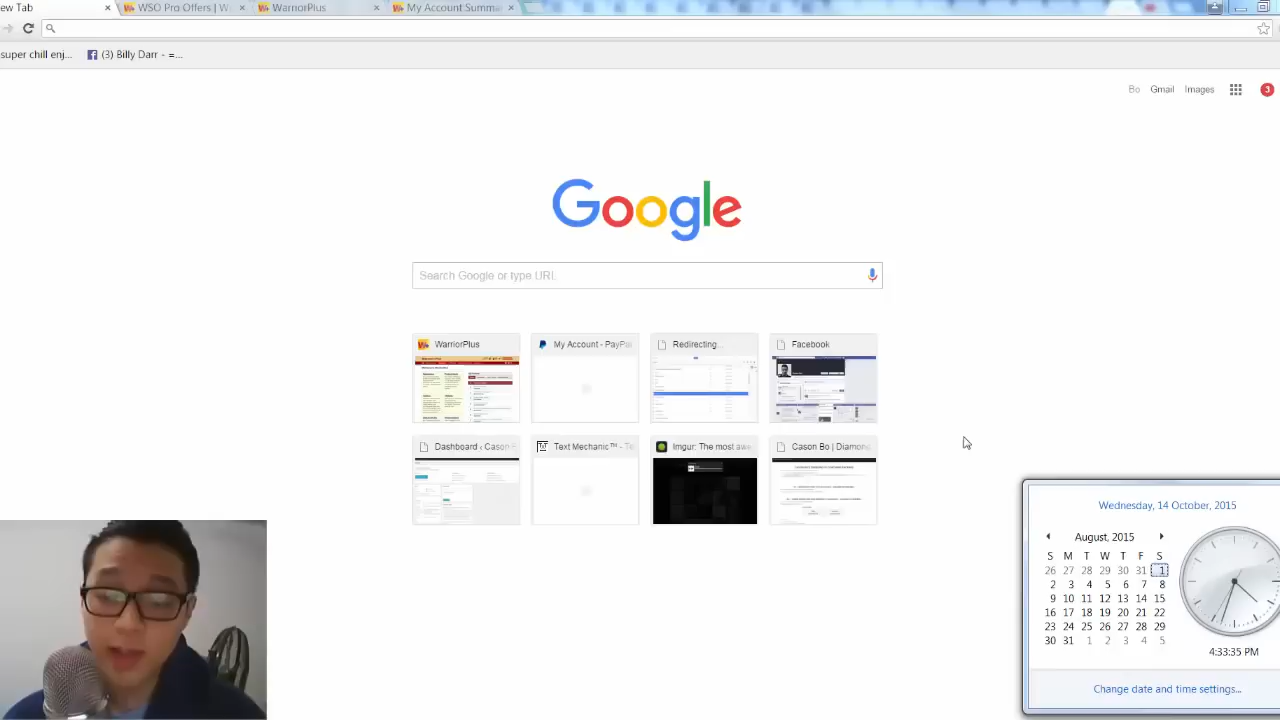 ew Tab
WSO Pro Offers | W
WarriorPlus
My Account Summa
super chill enj...
(3) Billy Darr - =...
Bo
Gmail
Images
3
Google
Search Google or type URL
WarriorPlus
My Account - PayPal
Redirecting...
Facebook
Dashboard ‹ Cason
Text Mechanic™ - Te
Imgur: The most awe
Cason Bo | Diamon
Wednesday, 14 October, 2015
August, 2015
S M T W T F S
26 27 28 29 30 31 1
2 3 4 5 6 7 8
9 10 11 12 13 14 15
16 17 18 19 20 21 22
23 24 25 26 27 28 29
30 31 1 2 3 4 5
4:33:35 PM
Change date and time settings...